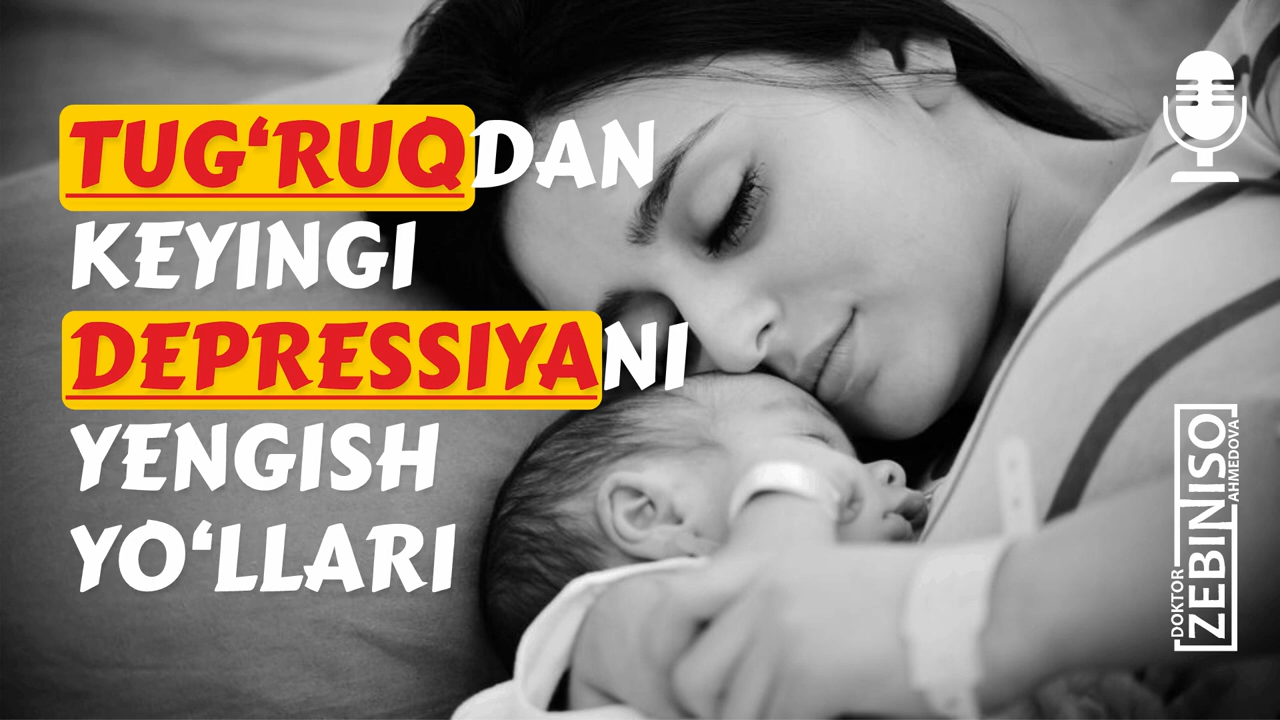 TUG‘RUQDAN
KEYINGI
DEPRESSIYANI
YENGISH
YO‘LLARI
DOKTOR
ZEBINISO
AHMEDOVA